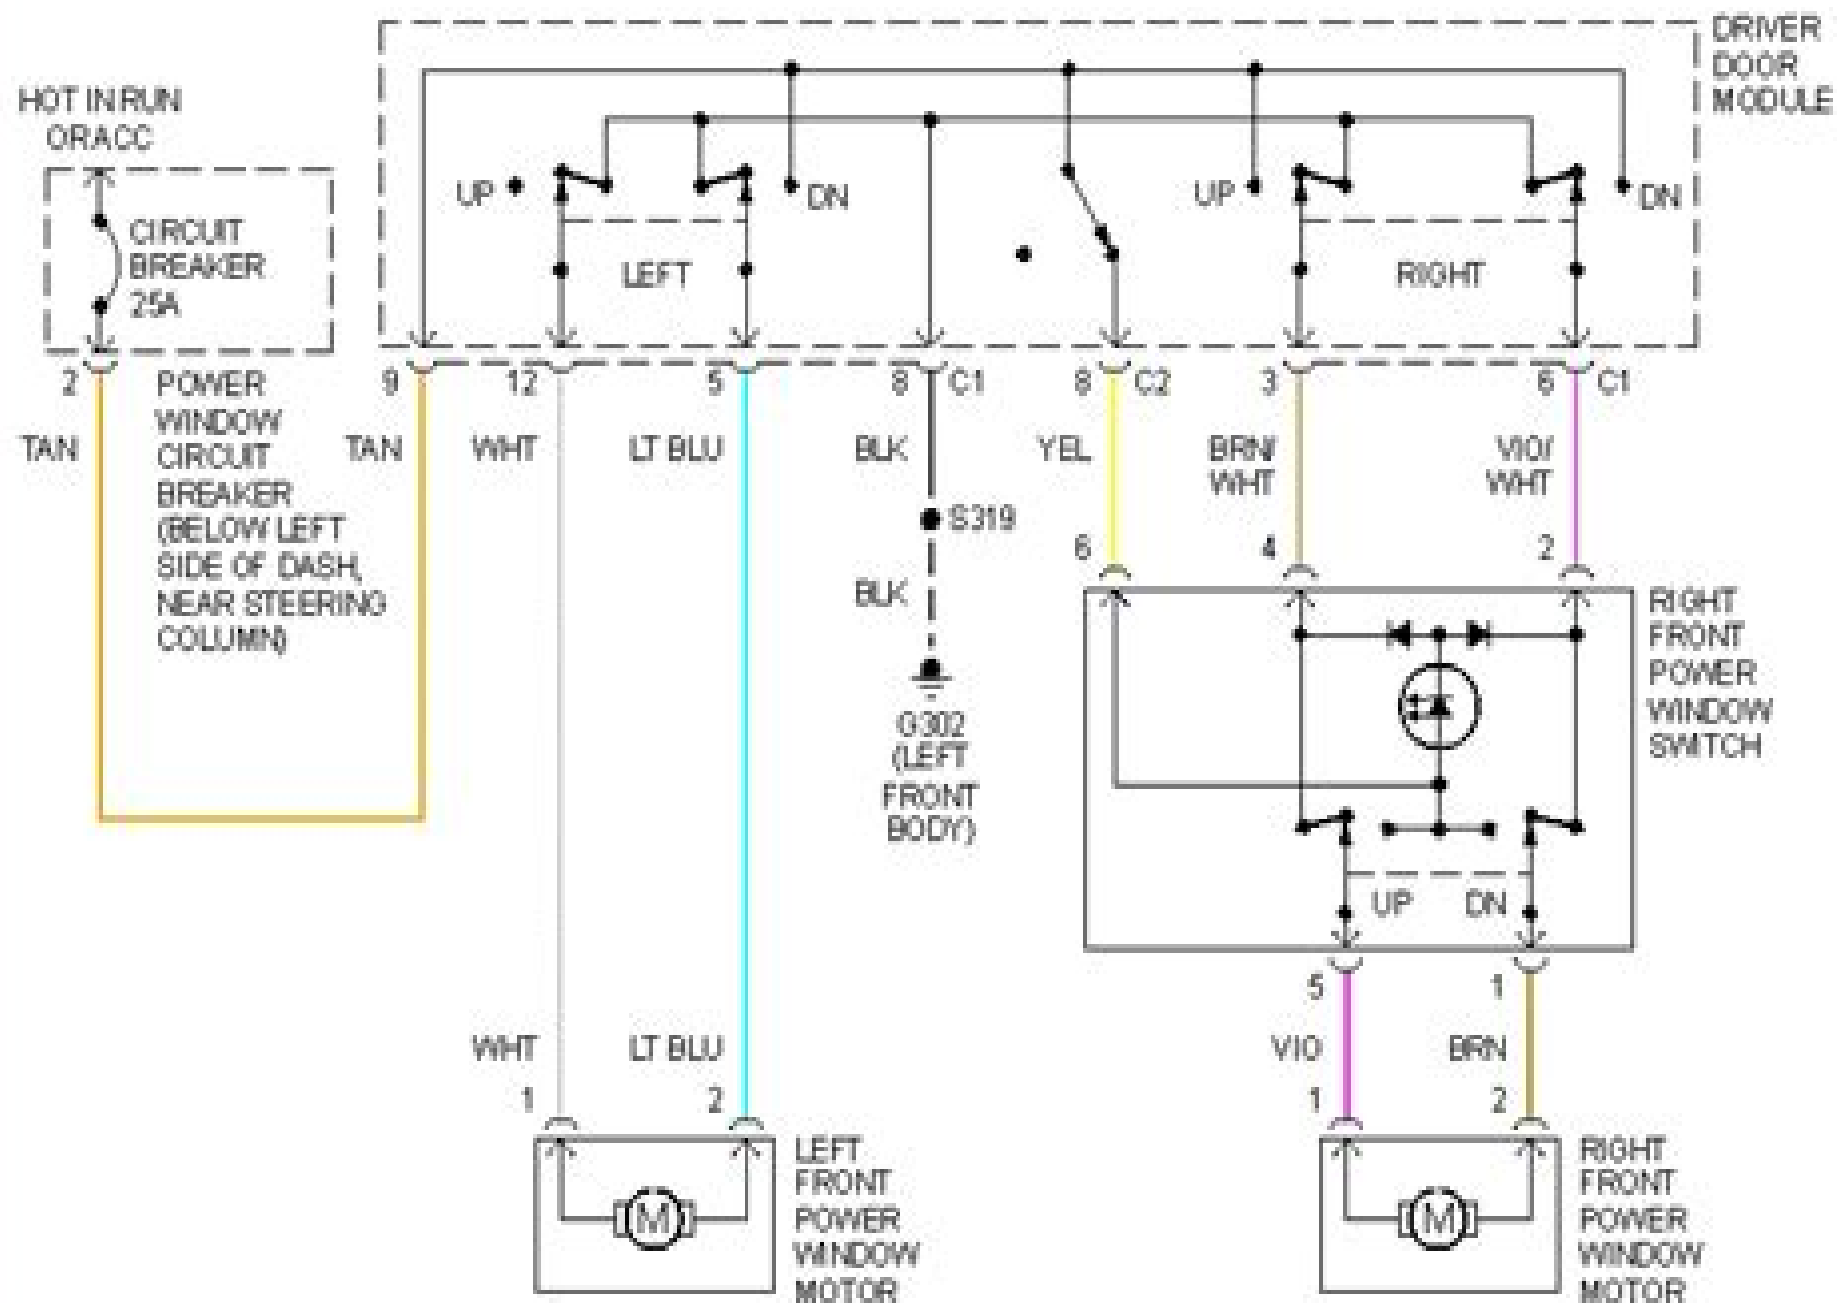 DRIVER
DOOR
MODULE
HOT IN RUN
OR ACC
CIRCUIT
BREAKER
25A
UP
DN
LEFT
UP
DN
RIGHT
2
9
12
5
8 C1
8 C2
3
6 C1
POWER
WINDOW
CIRCUIT
BREAKER
(BELOW LEFT
SIDE OF DASH,
NEAR STEERING
COLUMN)
TAN
TAN
WHT
LT BLU
BLK
YEL
BRN/
WHT
VIO/
WHT
S319
6
4
2
BLK
G302
(LEFT
FRONT
BODY)
RIGHT
FRONT
POWER
WINDOW
SWITCH
UP
DN
5
1
WHT
LT BLU
VIO
BRN
1
2
1
2
M
LEFT
FRONT
POWER
WINDOW
MOTOR
M
RIGHT
FRONT
POWER
WINDOW
MOTOR